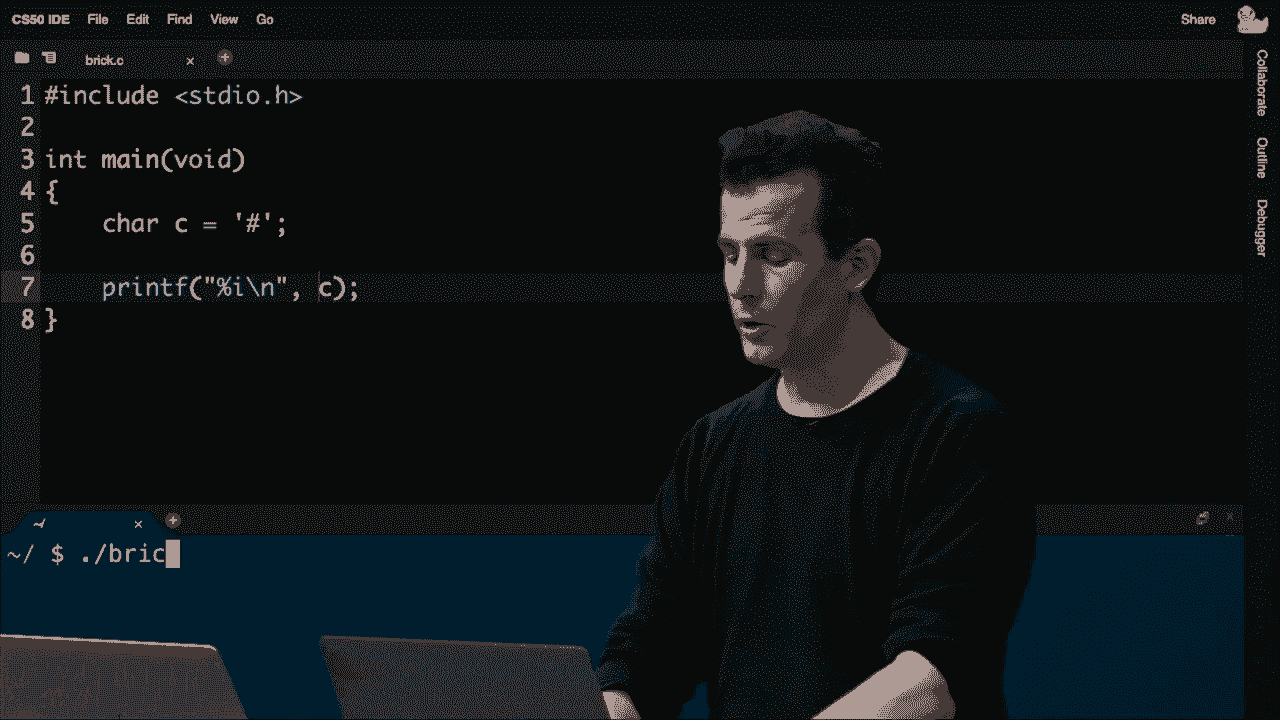 CS50 IDE File Edit Find View Go Share
brick.c × +
1 #include <stdio.h>
2
3 int main(void)
4 {
5     char c = '#';
6
7     printf("%i\n", c);
8 }
Collaborate
Outline
Debugger
~/ × +
~/ $ ./bric